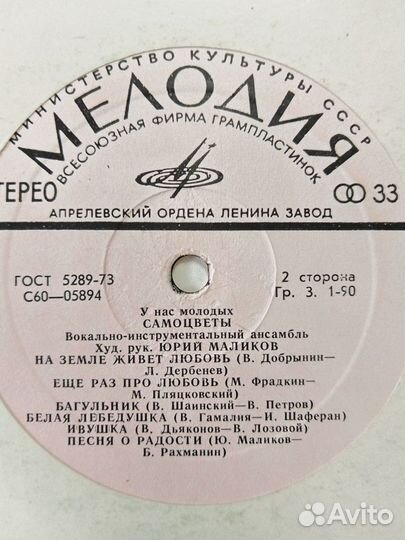 МИНИСТЕРСТВО КУЛЬТУРЫ СССР
МЕЛОДИЯ
ВСЕСОЮЗНАЯ ФИРМА ГРАМПЛАСТИНОК
ТЕРЕО
33
АПРЕЛЕВСКИЙ ОРДЕНА ЛЕНИНА ЗАВОД
ГОСТ 5289-73
2 сторона
С60—05894
Гр. 3. 1-90
У нас молодых
САМОЦВЕТЫ
Вокально-инструментальный ансамбль
Худ. рук. ЮРИЙ МАЛИКОВ
НА ЗЕМЛЕ ЖИВЕТ ЛЮБОВЬ (В. Добрынин—
Л. Дербенев)
ЕЩЕ РАЗ ПРО ЛЮБОВЬ (М. Фрадкин—
М. Пляцковский)
БАГУЛЬНИК (В. Шаинский—В. Петров)
БЕЛАЯ ЛЕБЕДУШКА (В. Гамалия—И. Шаферан)
ИВУШКА (В. Дьяконов—В. Лозовой)
ПЕСНЯ О РАДОСТИ (Ю. Маликов—
Б. Рахманин)
Avito